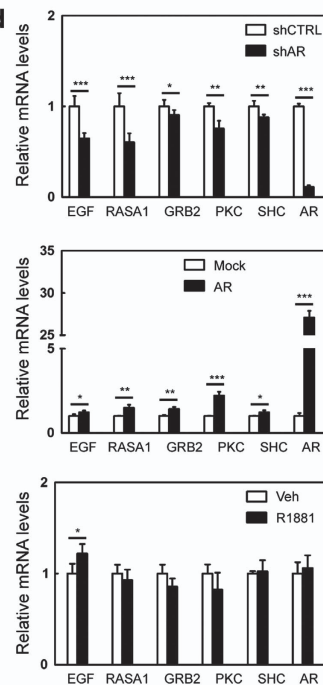 d
Relative mRNA levels
2
1
0
shCTRL
shAR
***
***
*
**
**
***
EGF RASA1 GRB2 PKC SHC AR
Relative mRNA levels
35
30
25
5
0
Mock
AR
*
**
**
***
*
***
EGF RASA1 GRB2 PKC SHC AR
Relative mRNA levels
2
1
0
Veh
R1881
*
EGF RASA1 GRB2 PKC SHC AR